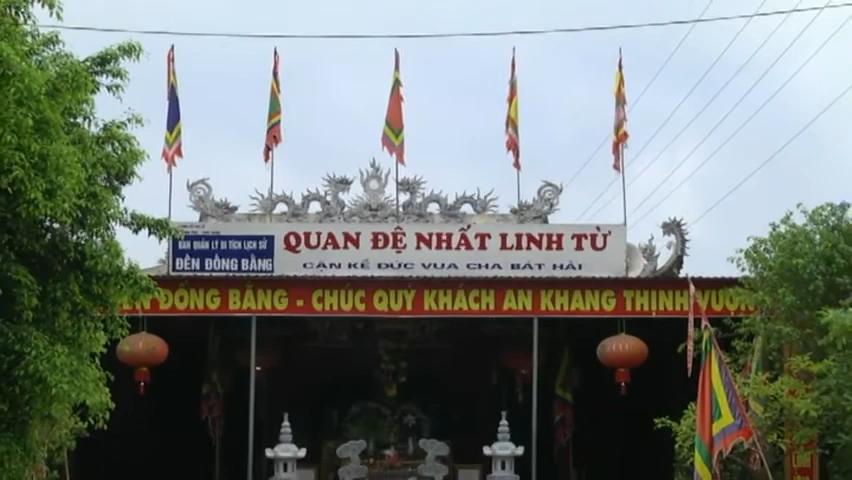 BAN QUẢN LÝ DI TÍCH LỊCH SỬ
ĐỀN ĐỒNG BẰNG
QUAN ĐỆ NHẤT LINH TỪ
CẬN KỀ ĐỨC VUA CHA BÁT HẢI
ĐỒNG BẰNG - CHÚC QUÝ KHÁCH AN KHANG THỊNH